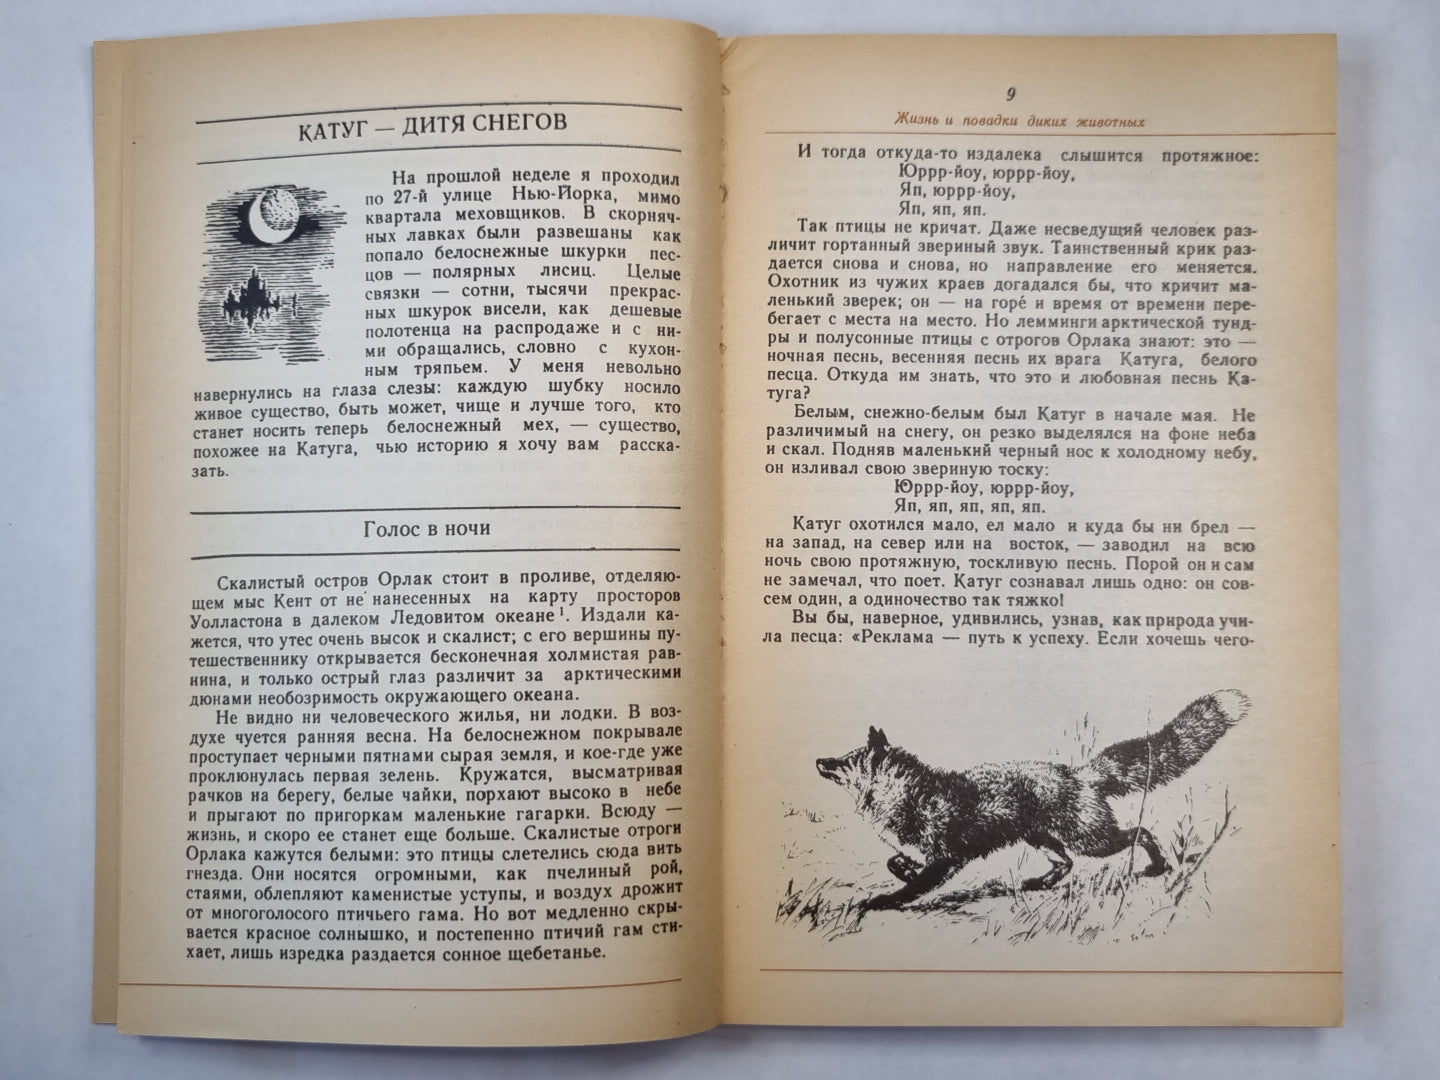 КАТУГ — ДИТЯ СНЕГОВ
На прошлой неделе я проходил
по 27-й улице Нью-Йорка, мимо
квартала меховщиков. В скорняч-
ных лавках были развешаны как
попало белоснежные шкурки пес-
цов — полярных лисиц. Целые
связки — сотни, тысячи прекрас-
ных шкурок висели, как дешевые
полотенца на распродаже и с ни-
ми обращались, словно с кухон-
ным тряпьем. У меня невольно
навернулись на глаза слезы: каждую шубку носило
живое существо, быть может, чище и лучше того, кто
станет носить теперь белоснежный мех, — существо,
похожее на Катуга, чью историю я хочу вам расска-
зать.
Голос в ночи
Скалистый остров Орлак стоит в проливе, отделяю-
щем мыс Кент от не нанесенных на карту просторов
Уолластона в далеком Ледовитом океане¹. Издали ка-
жется, что утес очень высок и скалист; с его вершины пу-
тешественнику открывается бесконечная холмистая рав-
нина, и только острый глаз различит за арктическими
дюнами необозримость окружающего океана.
Не видно ни человеческого жилья, ни лодки. В воз-
духе чуется ранняя весна. На белоснежном покрывале
проступает черными пятнами сырая земля, и кое-где уже
проклюнулась первая зелень. Кружатся, высматривая
рачков на берегу, белые чайки, порхают высоко в небе
и прыгают по пригоркам маленькие гагарки. Всюду —
жизнь, и скоро ее станет еще больше. Скалистые отроги
Орлака кажутся белыми: это птицы слетелись сюда вить
гнезда. Они носятся огромными, как пчелиный рой,
стаями, облепляют каменистые уступы, и воздух дрожит
от многоголосого птичьего гама. Но вот медленно скры-
вается красное солнышко, и постепенно птичий гам сти-
хает, лишь изредка раздается сонное щебетанье.
9
Жизнь и повадки диких животных
И тогда откуда-то издалека слышится протяжное:
Юррр-йоу, юррр-йоу,
Яп, юррр-йоу,
Яп, яп, яп.
Так птицы не кричат. Даже несведущий человек раз-
личит гортанный звериный звук. Таинственный крик раз-
дается снова и снова, но направление его меняется.
Охотник из чужих краев догадался бы, что кричит ма-
ленький зверек; он — на горе́ и время от времени пере-
бегает с места на место. Но лемминги арктической тунд-
ры и полусонные птицы с отрогов Орлака знают: это —
ночная песнь, весенняя песнь их врага Катуга, белого
песца. Откуда им знать, что это и любовная песнь Ка-
туга?
Белым, снежно-белым был Катуг в начале мая. Не
различимый на снегу, он резко выделялся на фоне неба
и скал. Подняв маленький черный нос к холодному небу,
он изливал свою звериную тоску:
Юррр-йоу, юррр-йоу,
Яп, яп, яп, яп, яп.
Катуг охотился мало, ел мало и куда бы ни брел —
на запад, на север или на восток, — заводил на всю
ночь свою протяжную, тоскливую песнь. Порой он и сам
не замечал, что поет. Катуг сознавал лишь одно: он сов-
сем один, а одиночество так тяжко!
Вы бы, наверное, удивились, узнав, как природа учи-
ла песца: «Реклама — путь к успеху. Если хочешь чего-